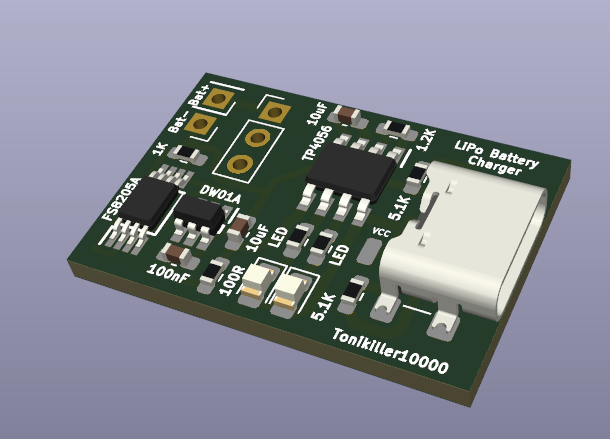 Bat+
Bat-
1K
FS8205A
DW01A
100nF
10uF
100R
LED
LED
10uF
TP4056
1.2K
5.1K
VCC
5.1K
LiPo Battery
Charger
Tonikiller10000